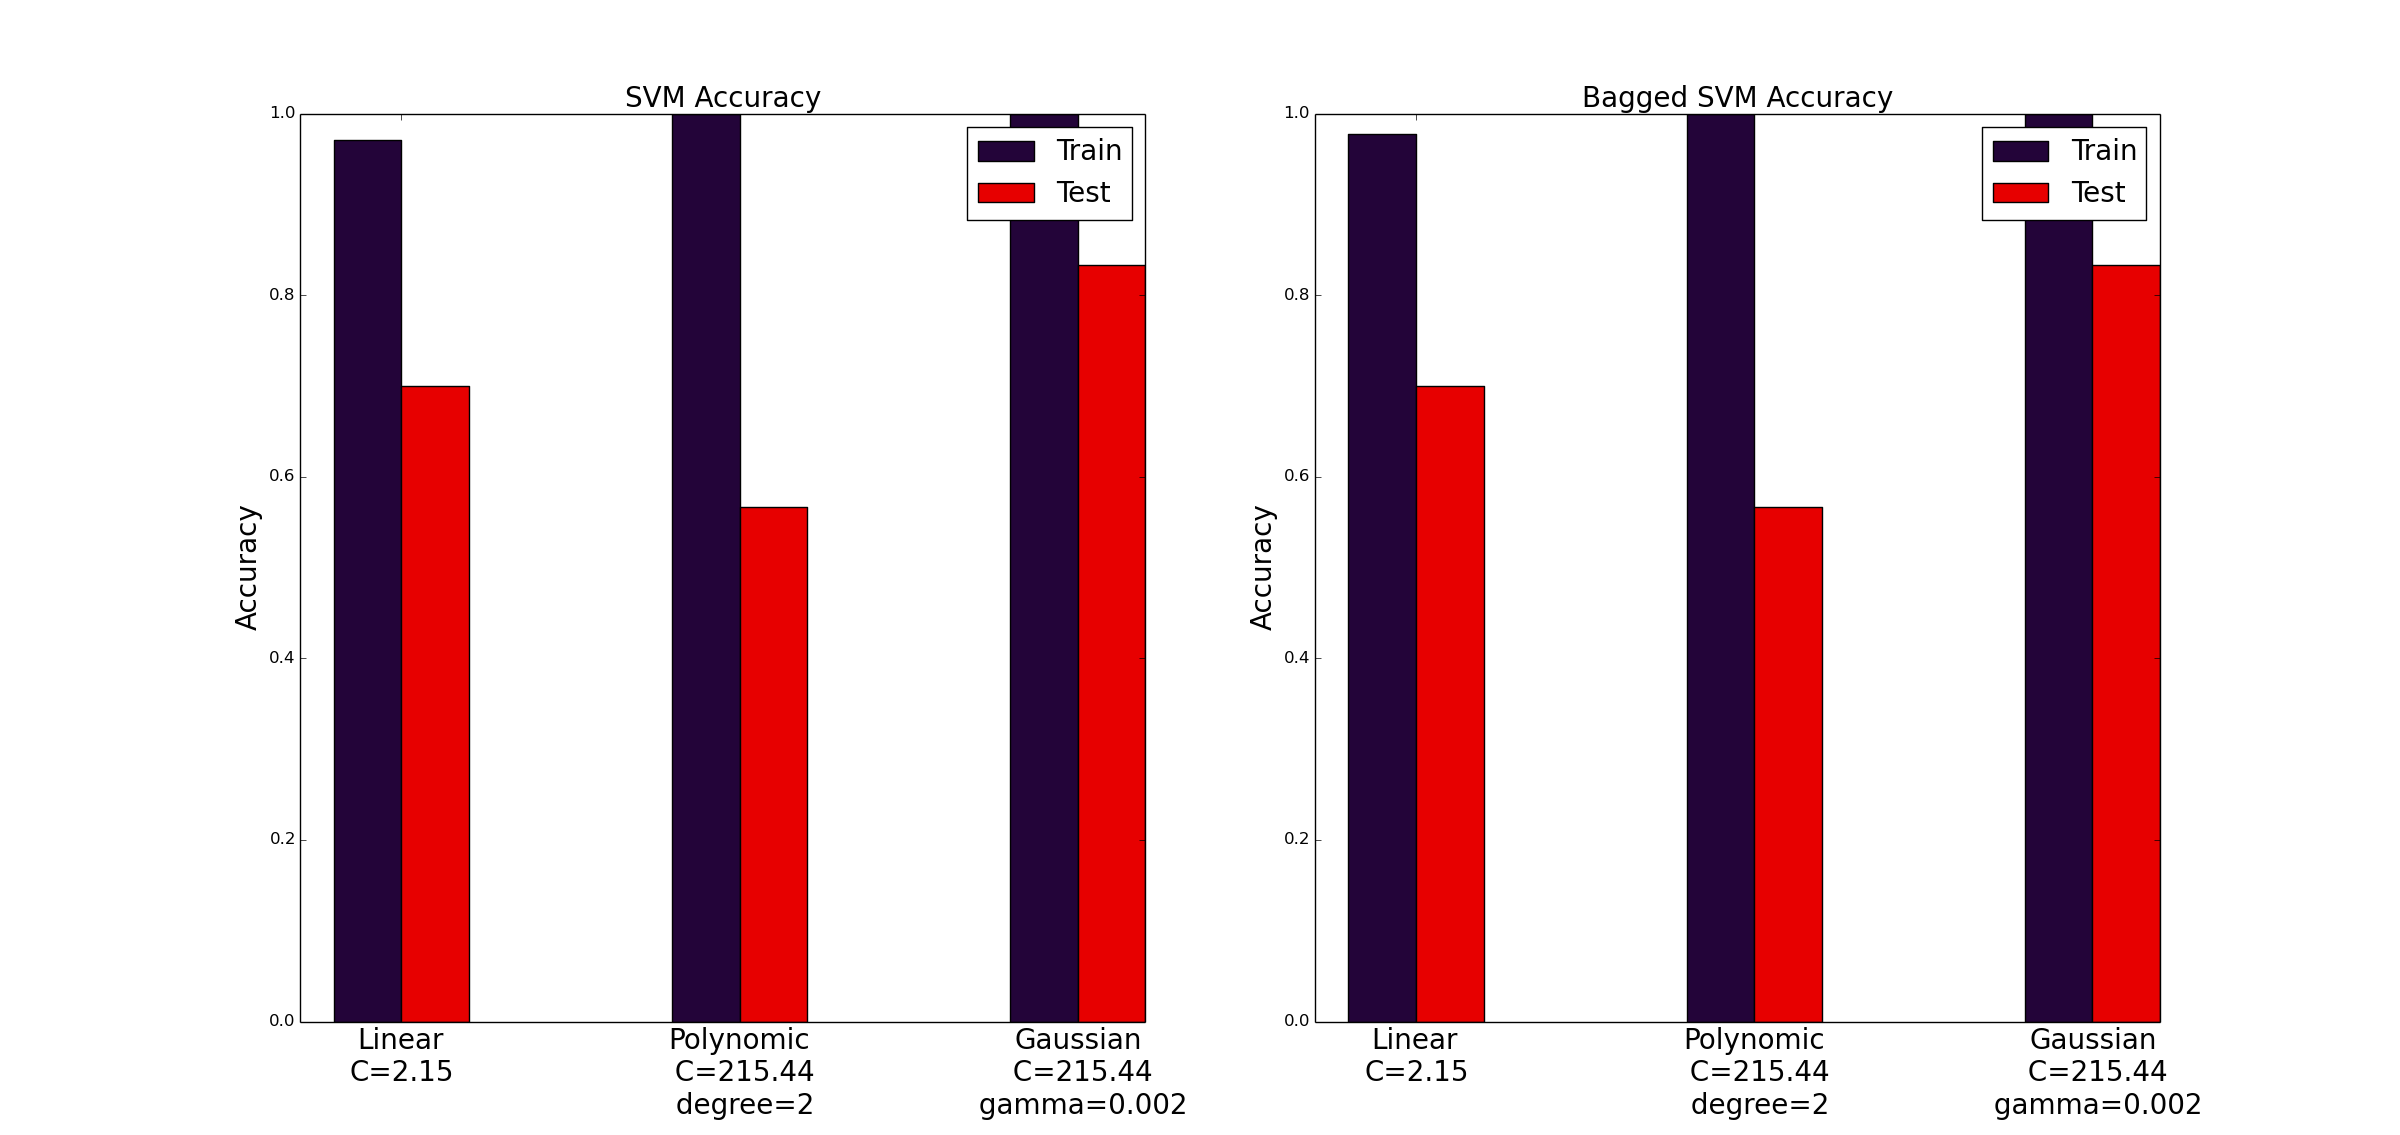 SVM Accuracy
1.0
0.8
0.6
0.4
0.2
0.0
Accuracy
Train
Test
Linear
C=2.15
Polynomic
C=215.44
degree=2
Gaussian
C=215.44
gamma=0.002
Bagged SVM Accuracy
1.0
0.8
0.6
0.4
0.2
0.0
Accuracy
Train
Test
Linear
C=2.15
Polynomic
C=215.44
degree=2
Gaussian
C=215.44
gamma=0.002